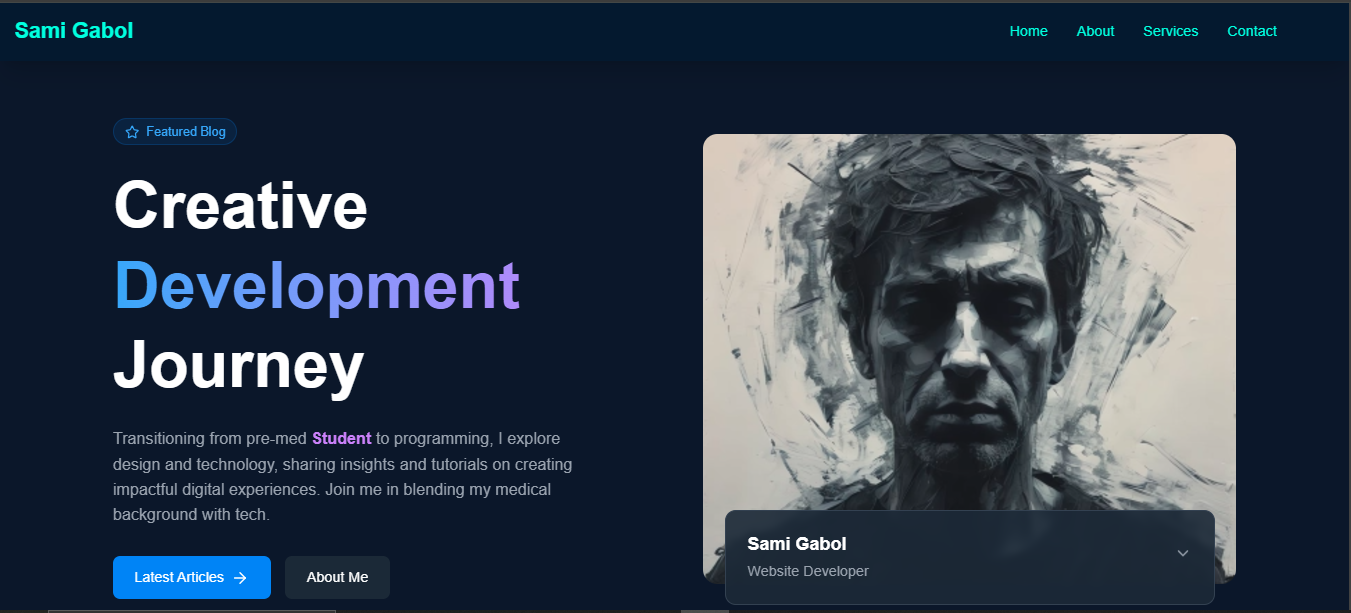 Sami Gabol
Home About Services Contact
Featured Blog
Creative
Development
Journey
Transitioning from pre-med Student to programming, I explore
design and technology, sharing insights and tutorials on creating
impactful digital experiences. Join me in blending my medical
background with tech.
Latest Articles
About Me
Sami Gabol
Website Developer